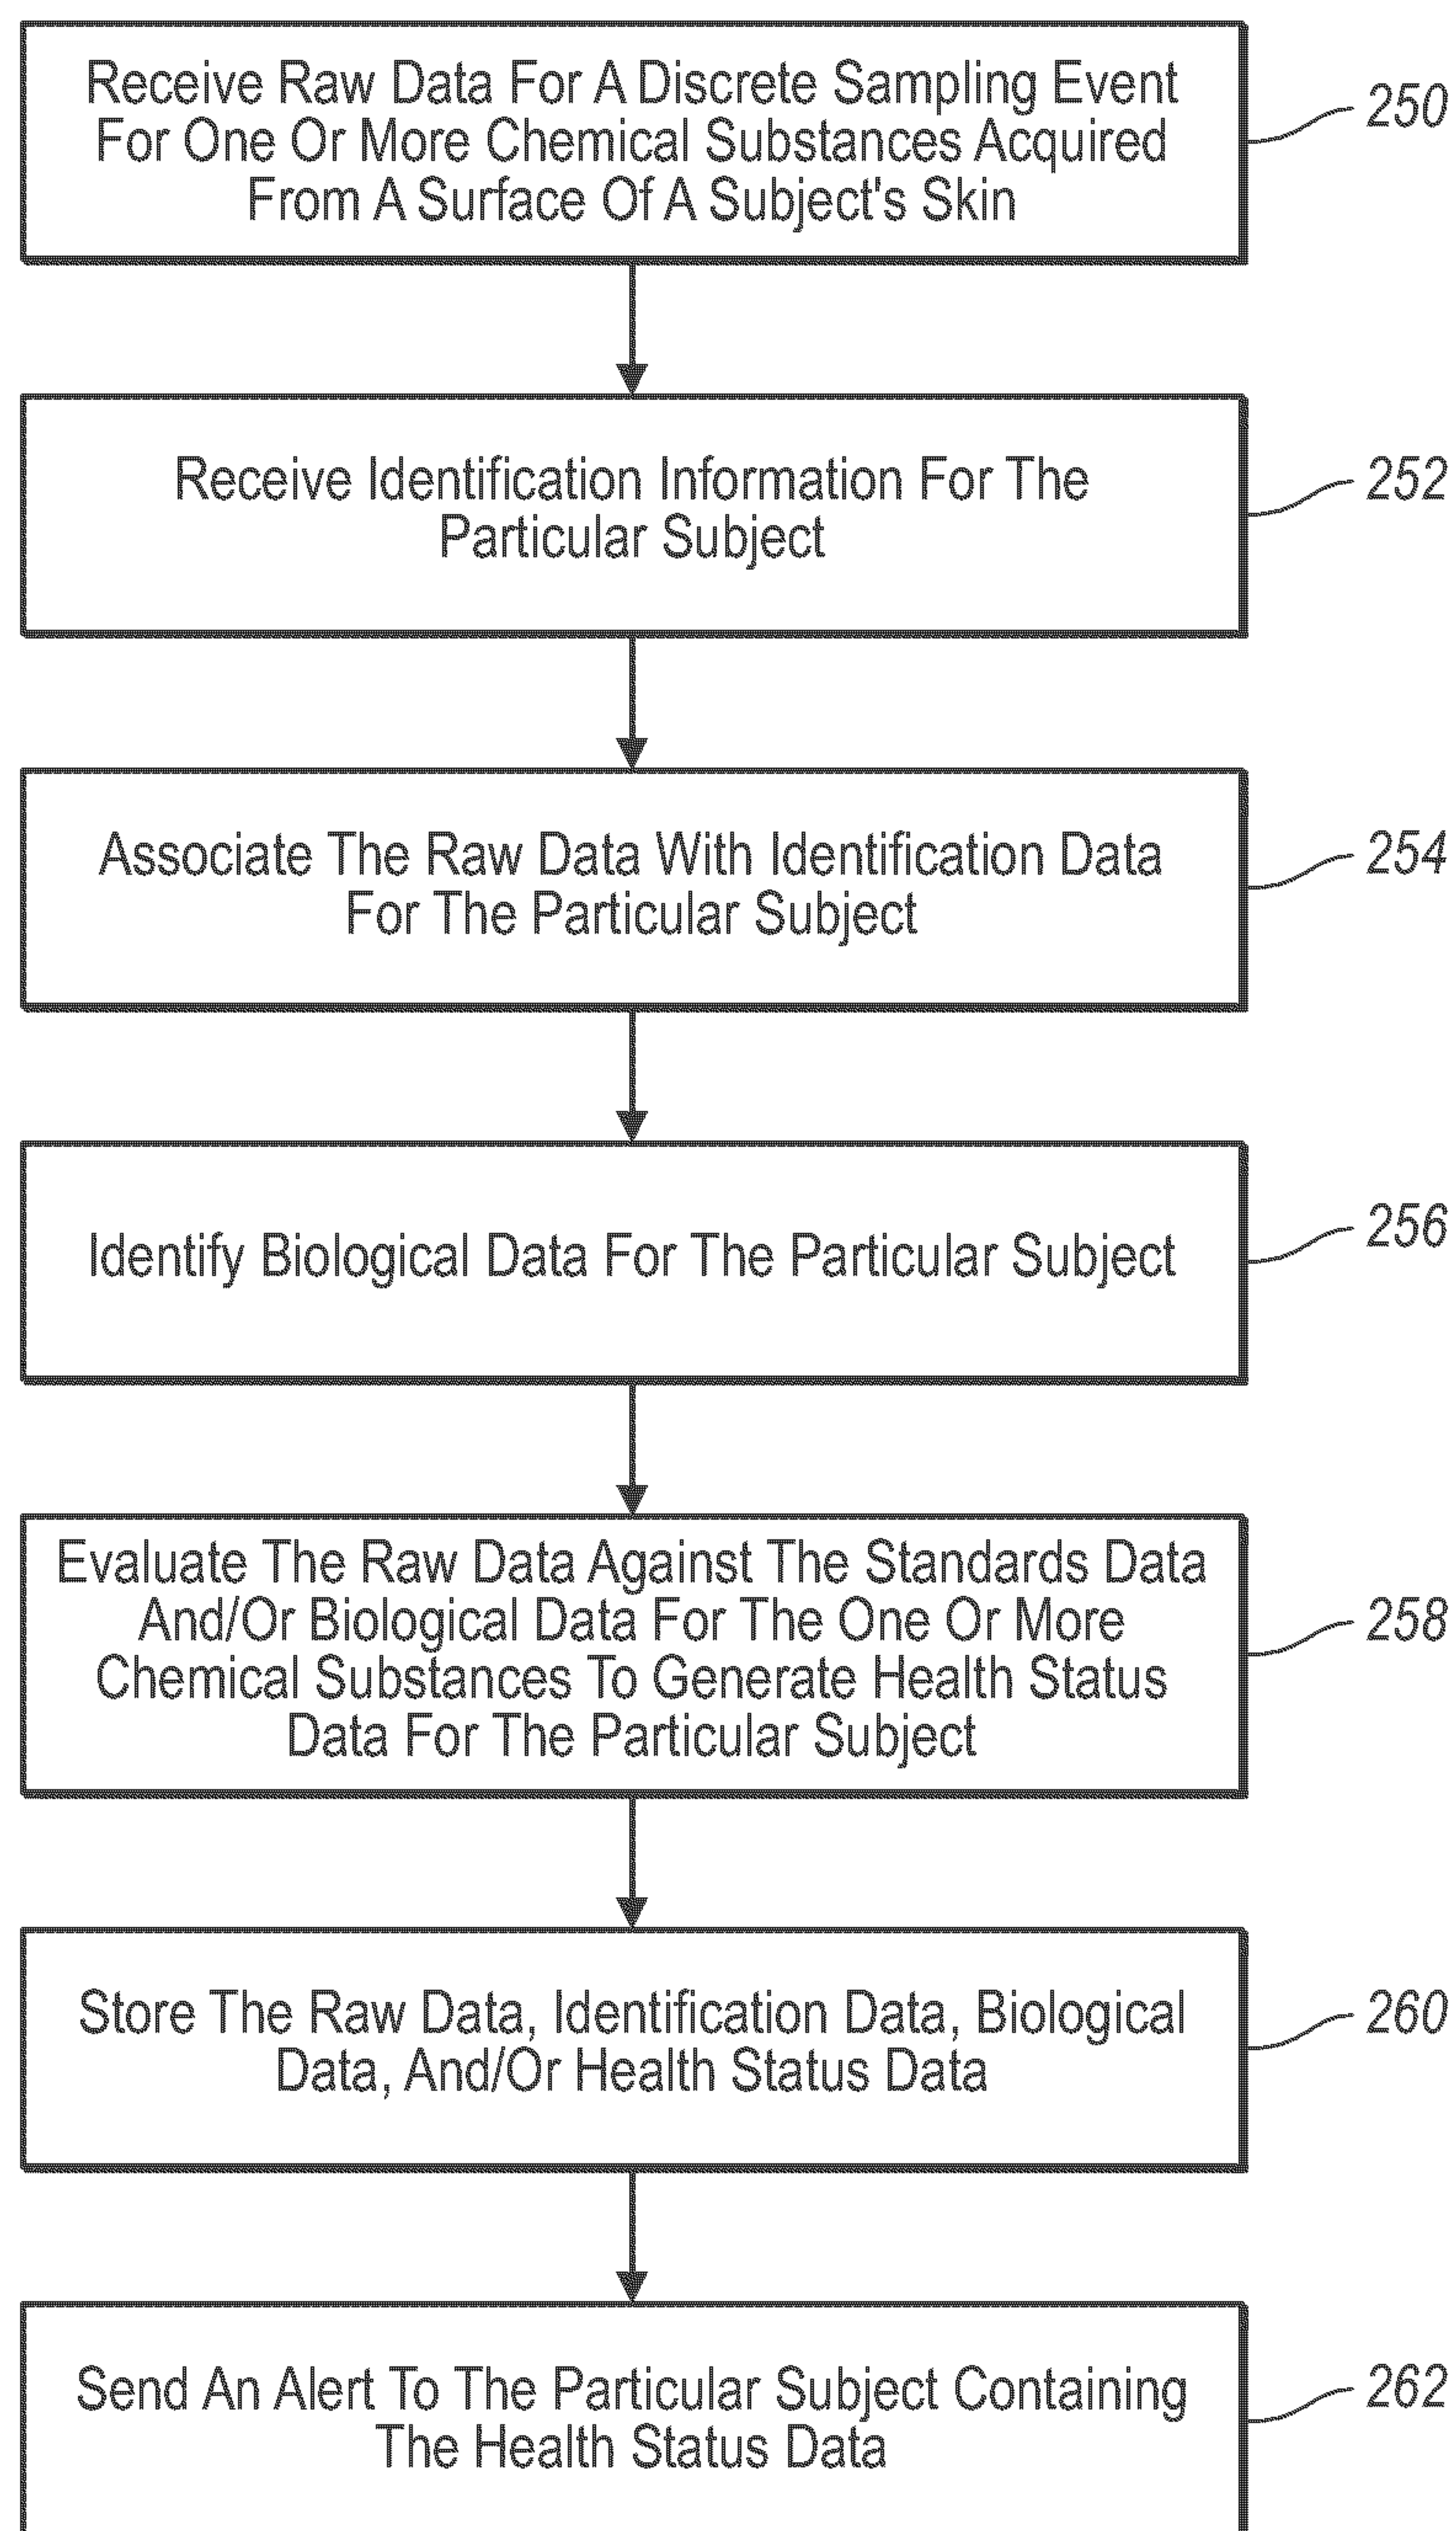 Receive Raw Data For A Discrete Sampling Event
For One Or More Chemical Substances Acquired
From A Surface Of A Subject's Skin
250
Receive Identification Information For The
Particular Subject
252
Associate The Raw Data With Identification Data
For The Particular Subject
254
Identify Biological Data For The Particular Subject
256
Evaluate The Raw Data Against The Standards Data
And/Or Biological Data For The One Or More
Chemical Substances To Generate Health Status
Data For The Particular Subject
258
Store The Raw Data, Identification Data, Biological
Data, And/Or Health Status Data
260
Send An Alert To The Particular Subject Containing
The Health Status Data
262